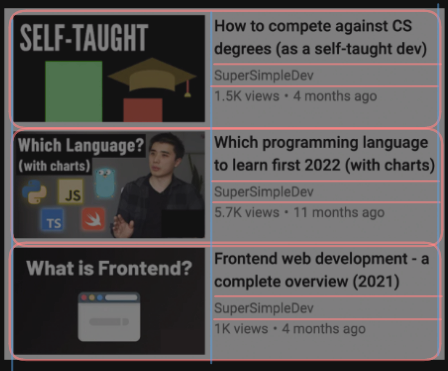 SELF-TAUGHT
How to compete against CS
degrees (as a self-taught dev)
SuperSimpleDev
1.5K views • 4 months ago
Which Language?
(with charts)
JS
TS
Which programming language
to learn first 2022 (with charts)
SuperSimpleDev
5.7K views • 11 months ago
What is Frontend?
Frontend web development - a
complete overview (2021)
SuperSimpleDev
1K views • 4 months ago